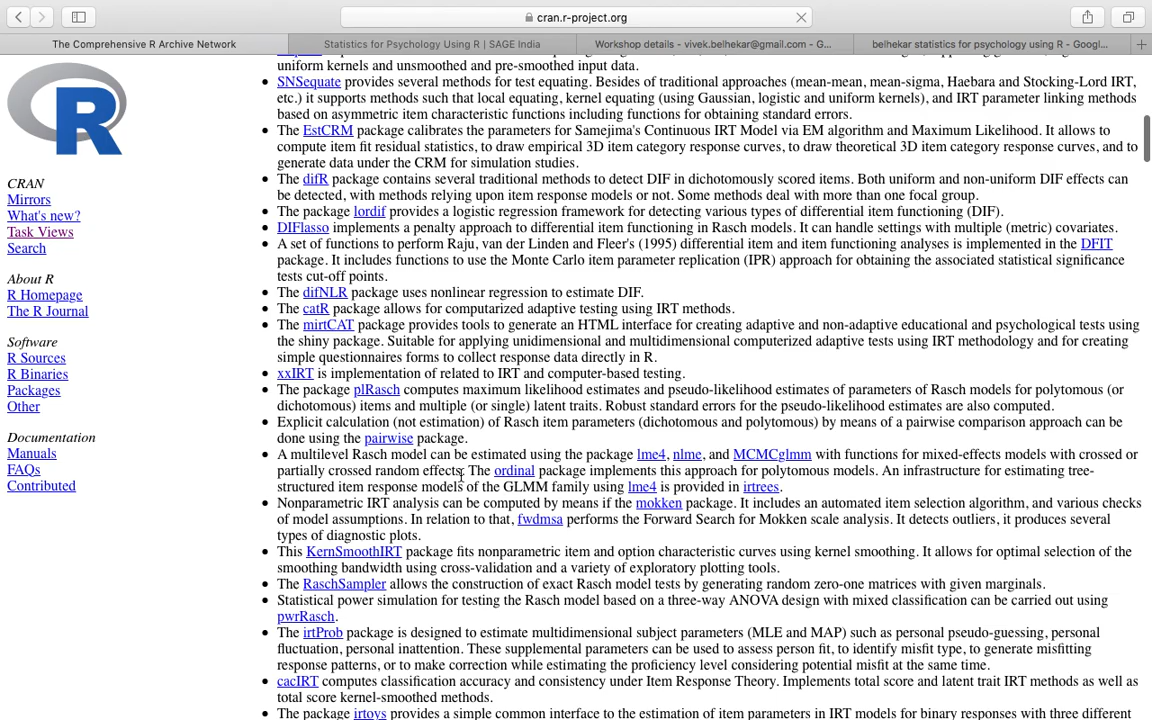 cran.r-project.org
The Comprehensive R Archive Network
Statistics for Psychology Using R | SAGE India
Workshop details - vivek.belhekar@gmail.com - G...
belhekar statistics for psychology using R - Googl...
R
CRAN
Mirrors
What's new?
Task Views
Search
About R
R Homepage
The R Journal
Software
R Sources
R Binaries
Packages
Other
Documentation
Manuals
FAQs
Contributed
uniform kernels and unsmoothed and pre-smoothed input data.
SNSequate provides several methods for test equating. Besides of traditional approaches (mean-mean, mean-sigma, Haebara and Stocking-Lord IRT,
etc.) it supports methods such that local equating, kernel equating (using Gaussian, logistic and uniform kernels), and IRT parameter linking methods
based on asymmetric item characteristic functions including functions for obtaining standard errors.
The EstCRM package calibrates the parameters for Samejima's Continuous IRT Model via EM algorithm and Maximum Likelihood. It allows to
compute item fit residual statistics, to draw empirical 3D item category response curves, to draw theoretical 3D item category response curves, and to
generate data under the CRM for simulation studies.
The difR package contains several traditional methods to detect DIF in dichotomously scored items. Both uniform and non-uniform DIF effects can
be detected, with methods relying upon item response models or not. Some methods deal with more than one focal group.
The package lordif provides a logistic regression framework for detecting various types of differential item functioning (DIF).
DIFlasso implements a penalty approach to differential item functioning in Rasch models. It can handle settings with multiple (metric) covariates.
A set of functions to perform Raju, van der Linden and Fleer's (1995) differential item and item functioning analyses is implemented in the DFIT
package. It includes functions to use the Monte Carlo item parameter replication (IPR) approach for obtaining the associated statistical significance
tests cut-off points.
The difNLR package uses nonlinear regression to estimate DIF.
The catR package allows for computarized adaptive testing using IRT methods.
The mirtCAT package provides tools to generate an HTML interface for creating adaptive and non-adaptive educational and psychological tests using
the shiny package. Suitable for applying unidimensional and multidimensional computerized adaptive tests using IRT methodology and for creating
simple questionnaires forms to collect response data directly in R.
xxIRT is implementation of related to IRT and computer-based testing.
The package plRasch computes maximum likelihood estimates and pseudo-likelihood estimates of parameters of Rasch models for polytomous (or
dichotomous) items and multiple (or single) latent traits. Robust standard errors for the pseudo-likelihood estimates are also computed.
Explicit calculation (not estimation) of Rasch item parameters (dichotomous and polytomous) by means of a pairwise comparison approach can be
done using the pairwise package.
A multilevel Rasch model can be estimated using the package lme4, nlme, and MCMCglmm with functions for mixed-effects models with crossed or
partially crossed random effects. The ordinal package implements this approach for polytomous models. An infrastructure for estimating tree-
structured item response models of the GLMM family using lme4 is provided in irtrees.
Nonparametric IRT analysis can be computed by means if the mokken package. It includes an automated item selection algorithm, and various checks
of model assumptions. In relation to that, fwdmsa performs the Forward Search for Mokken scale analysis. It detects outliers, it produces several
types of diagnostic plots.
This KernSmoothIRT package fits nonparametric item and option characteristic curves using kernel smoothing. It allows for optimal selection of the
smoothing bandwidth using cross-validation and a variety of exploratory plotting tools.
The RaschSampler allows the construction of exact Rasch model tests by generating random zero-one matrices with given marginals.
Statistical power simulation for testing the Rasch model based on a three-way ANOVA design with mixed classification can be carried out using
pwrRasch.
The irtProb package is designed to estimate multidimensional subject parameters (MLE and MAP) such as personal pseudo-guessing, personal
fluctuation, personal inattention. These supplemental parameters can be used to assess person fit, to identify misfit type, to generate misfitting
response patterns, or to make correction while estimating the proficiency level considering potential misfit at the same time.
cacIRT computes classification accuracy and consistency under Item Response Theory. Implements total score and latent trait IRT methods as well as
total score kernel-smoothed methods.
The package irtoys provides a simple common interface to the estimation of item parameters in IRT models for binary responses with three different